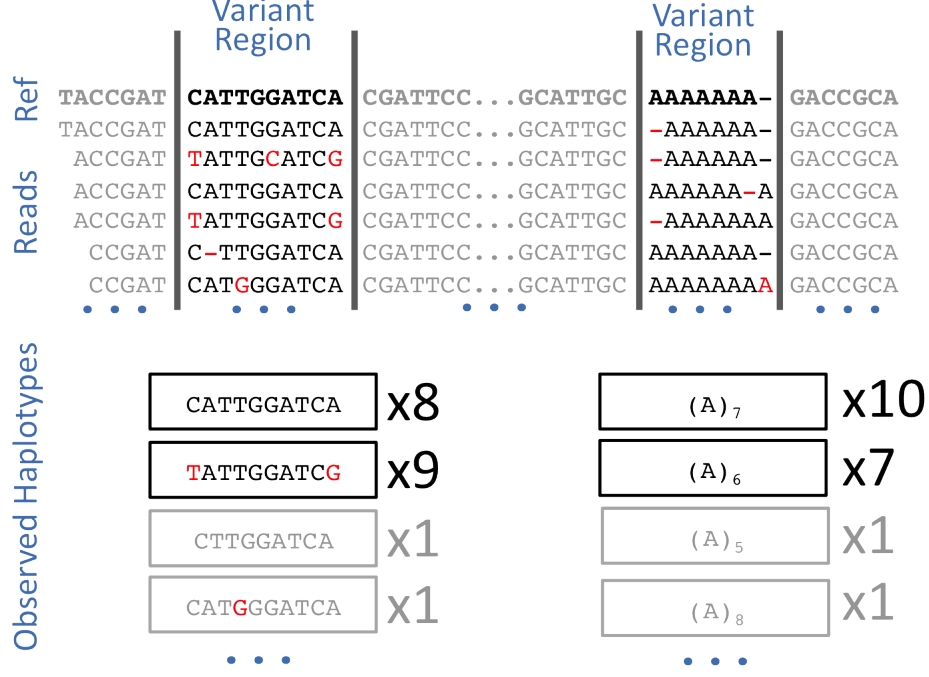 Variant Region Variant Region
Ref TACCGAT CATTGGATCA CGATTCC...GCATTGC AAAAAAA– GACCGCA
Reads
TACCGAT CATTGGATCA CGATTCC...GCATTGC –AAAAAA– GACCGCA
ACCGAT TATTGCATCG CGATTCC...GCATTGC –AAAAAA– GACCGCA
ACCGAT CATTGGATCA CGATTCC...GCATTGC AAAAAA–A GACCGCA
ACCGAT TATTGGATCG CGATTCC...GCATTGC –AAAAAAA GACCGCA
CCGAT C–TTGGATCA CGATTCC...GCATTGC AAAAAAA– GACCGCA
CCGAT CATGGGATCA CGATTCC...GCATTGC AAAAAAAA GACCGCA
• • • • • • • • • • • • • • •
Observed Haplotypes
CATTGGATCA x8 (A)7 x10
TATTGGATCG x9 (A)6 x7
CTTGGATCA x1 (A)5 x1
CATGGGATCA x1 (A)8 x1
• • • • • •